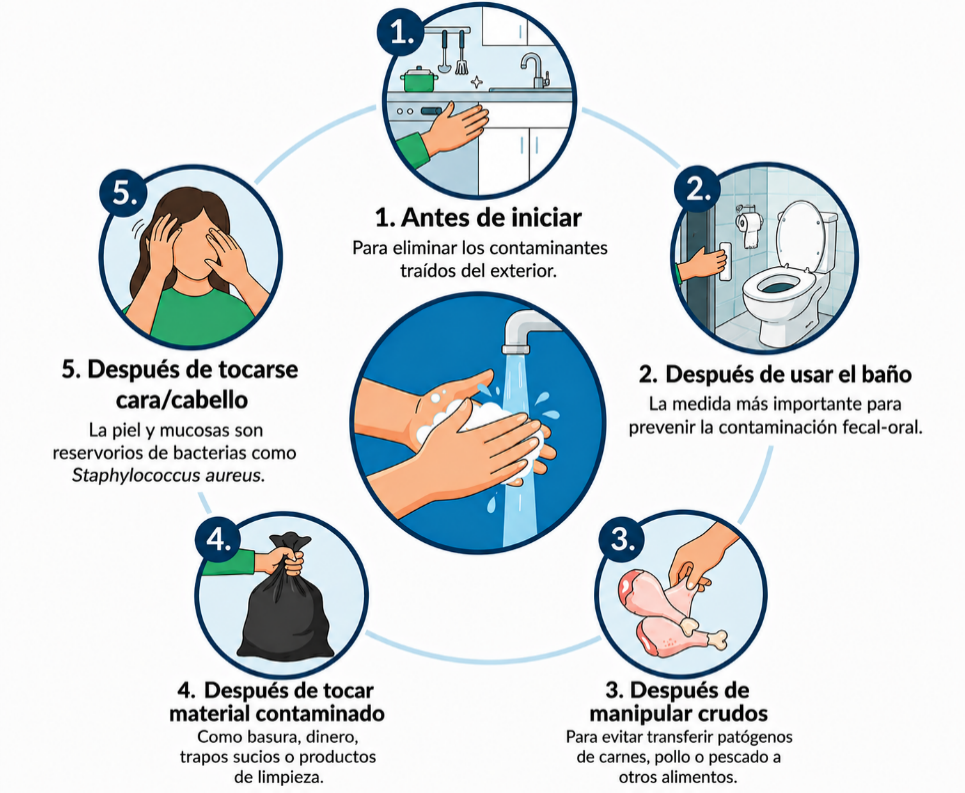 1.
1. Antes de iniciar
Para eliminar los contaminantes
traídos del exterior.
2.
2. Después de usar el baño
La medida más importante para
prevenir la contaminación fecal-oral.
3.
3. Después de
manipular crudos
Para evitar transferir patógenos
de carnes, pollo o pescado a
otros alimentos.
4.
4. Después de tocar
material contaminado
Como basura, dinero,
trapos sucios o productos
de limpieza.
5.
5. Después de tocarse
cara/cabello
La piel y mucosas son
reservorios de bacterias como
Staphylococcus aureus.